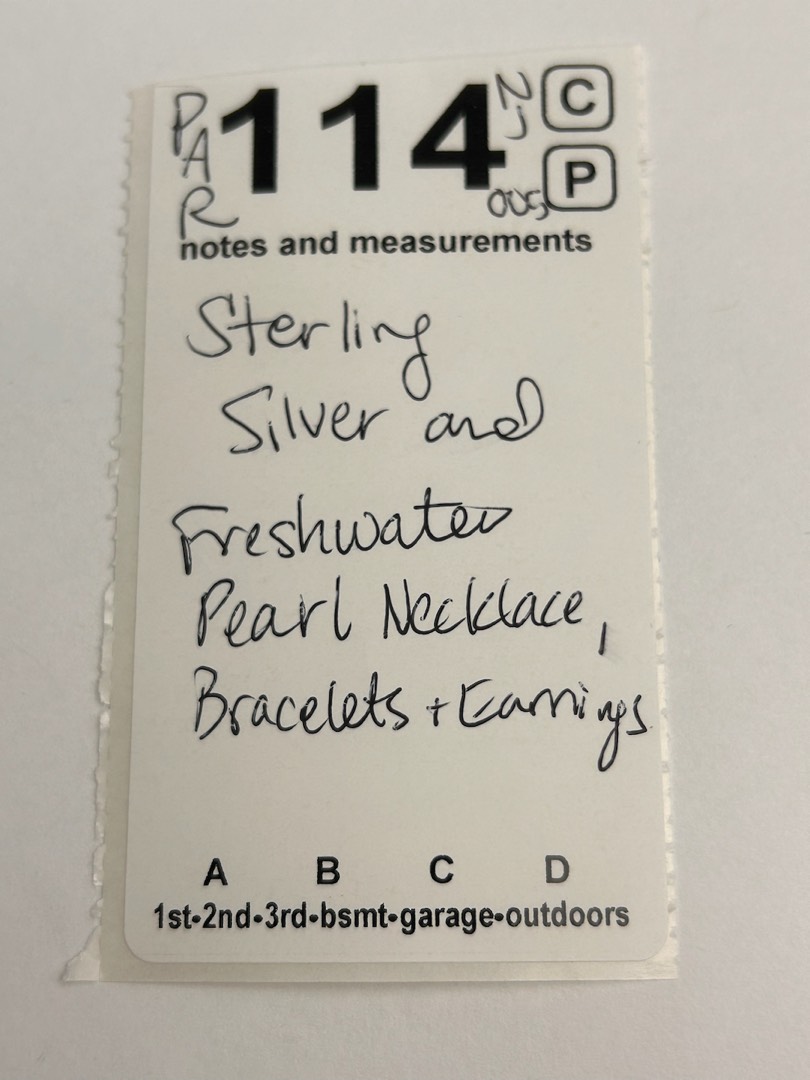 PAR 114 NJ C
005 P
notes and measurements
Sterling
Silver and
Freshwater
Pearl Necklace,
Bracelets + Earrings
A B C D
1st•2nd•3rd•bsmt•garage•outdoors